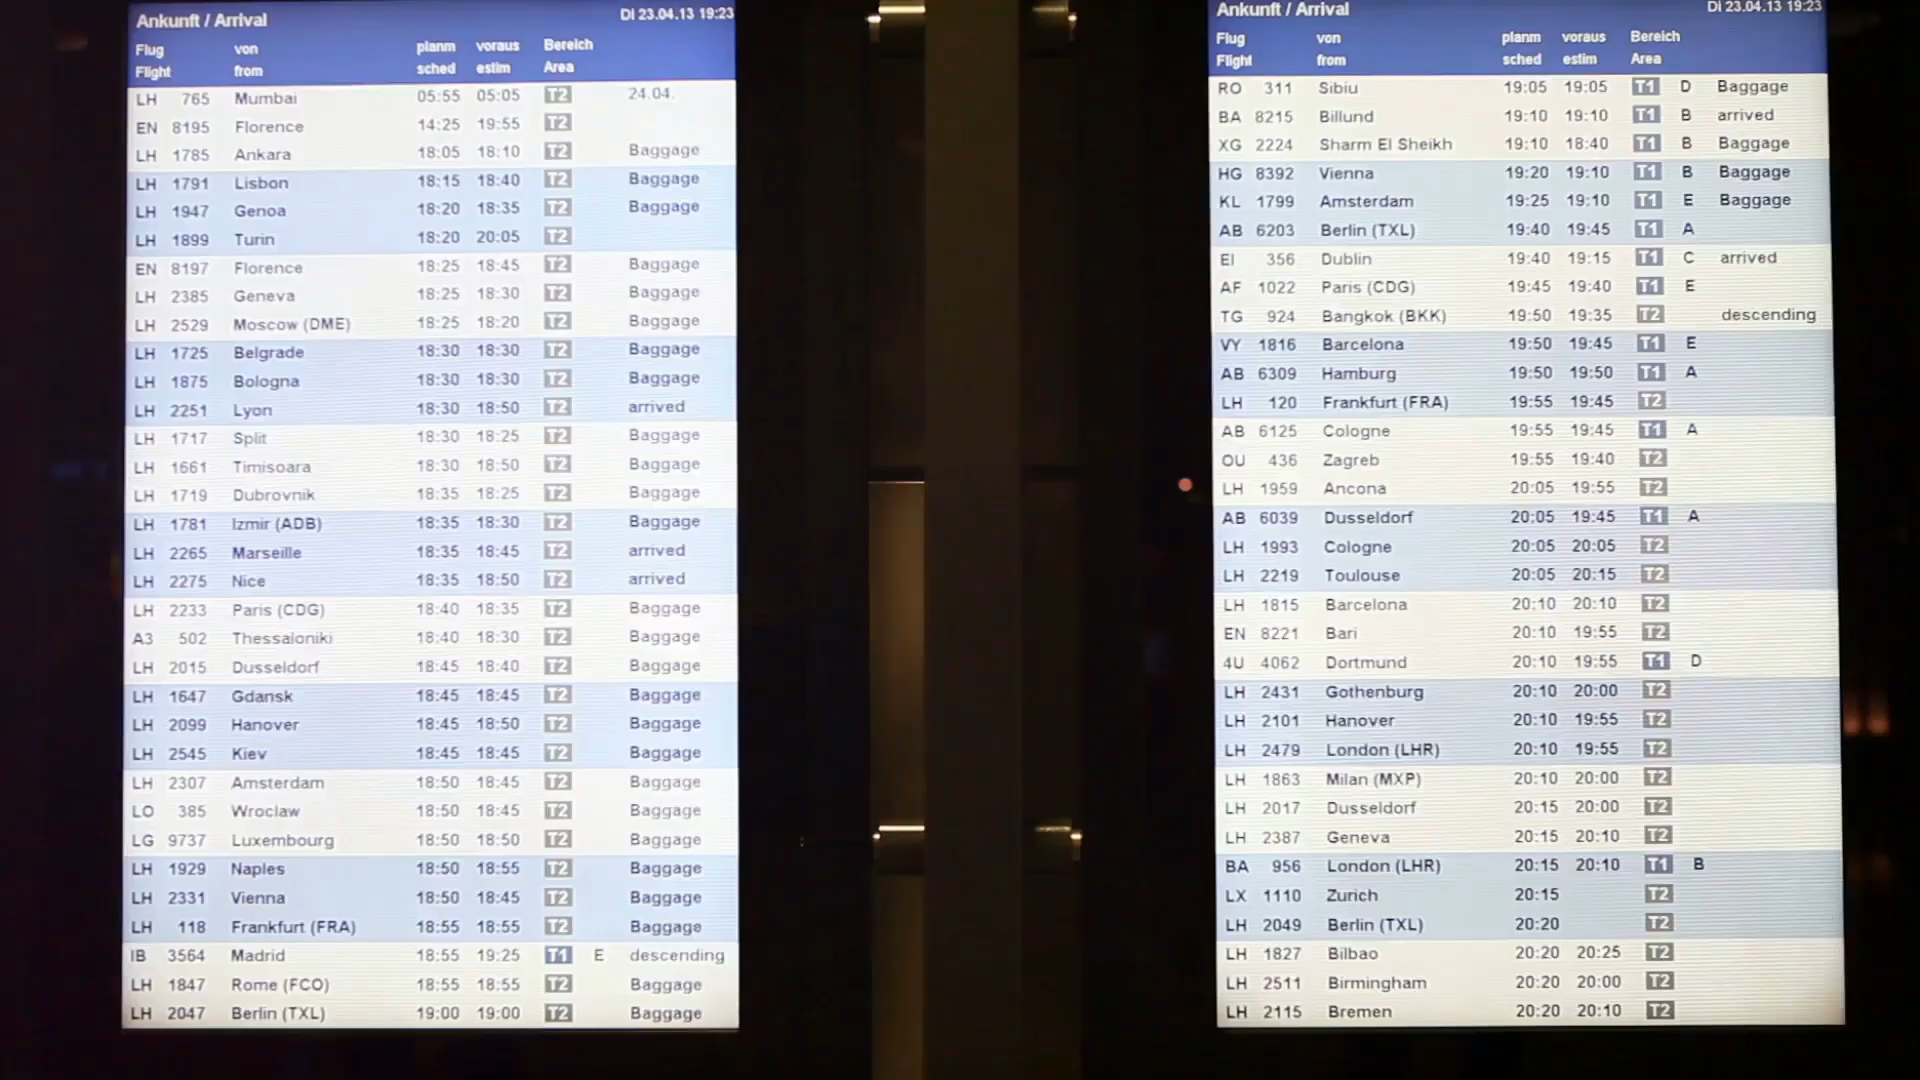 Ankunft / Arrival DI 23.04.13 19:23
Flug von planm voraus Bereich
Flight from sched estim Area
LH 765 Mumbai 05:55 05:05 T2 24.04.
EN 8195 Florence 14:25 19:55 T2
LH 1785 Ankara 18:05 18:10 T2 Baggage
LH 1791 Lisbon 18:15 18:40 T2 Baggage
LH 1947 Genoa 18:20 18:35 T2 Baggage
LH 1899 Turin 18:20 20:05 T2
EN 8197 Florence 18:25 18:45 T2 Baggage
LH 2385 Geneva 18:25 18:30 T2 Baggage
LH 2529 Moscow (DME) 18:25 18:20 T2 Baggage
LH 1725 Belgrade 18:30 18:30 T2 Baggage
LH 1875 Bologna 18:30 18:30 T2 Baggage
LH 2251 Lyon 18:30 18:50 T2 arrived
LH 1717 Split 18:30 18:25 T2 Baggage
LH 1661 Timisoara 18:30 18:50 T2 Baggage
LH 1719 Dubrovnik 18:35 18:25 T2 Baggage
LH 1781 Izmir (ADB) 18:35 18:30 T2 Baggage
LH 2265 Marseille 18:35 18:45 T2 arrived
LH 2275 Nice 18:35 18:50 T2 arrived
LH 2233 Paris (CDG) 18:40 18:35 T2 Baggage
A3 502 Thessaloniki 18:40 18:30 T2 Baggage
LH 2015 Dusseldorf 18:45 18:40 T2 Baggage
LH 1647 Gdansk 18:45 18:45 T2 Baggage
LH 2099 Hanover 18:45 18:50 T2 Baggage
LH 2545 Kiev 18:45 18:45 T2 Baggage
LH 2307 Amsterdam 18:50 18:45 T2 Baggage
LO 385 Wroclaw 18:50 18:45 T2 Baggage
LG 9737 Luxembourg 18:50 18:50 T2 Baggage
LH 1929 Naples 18:50 18:55 T2 Baggage
LH 2331 Vienna 18:50 18:45 T2 Baggage
LH 118 Frankfurt (FRA) 18:55 18:55 T2 Baggage
IB 3564 Madrid 18:55 19:25 T1 E descending
LH 1847 Rome (FCO) 18:55 18:55 T2 Baggage
LH 2047 Berlin (TXL) 19:00 19:00 T2 Baggage
Ankunft / Arrival DI 23.04.13 19:23
Flug von planm voraus Bereich
Flight from sched estim Area
RO 311 Sibiu 19:05 19:05 T1 D Baggage
BA 8215 Billund 19:10 19:10 T1 B arrived
XG 2224 Sharm El Sheikh 19:10 18:40 T1 B Baggage
HG 8392 Vienna 19:20 19:10 T1 B Baggage
KL 1799 Amsterdam 19:25 19:10 T1 E Baggage
AB 6203 Berlin (TXL) 19:40 19:45 T1 A
EI 356 Dublin 19:40 19:15 T1 C arrived
AF 1022 Paris (CDG) 19:45 19:40 T1 E
TG 924 Bangkok (BKK) 19:50 19:35 T2 descending
VY 1816 Barcelona 19:50 19:45 T1 E
AB 6309 Hamburg 19:50 19:50 T1 A
LH 120 Frankfurt (FRA) 19:55 19:45 T2
AB 6125 Cologne 19:55 19:45 T1 A
OU 436 Zagreb 19:55 19:40 T2
LH 1959 Ancona 20:05 19:55 T2
AB 6039 Dusseldorf 20:05 19:45 T1 A
LH 1993 Cologne 20:05 20:05 T2
LH 2219 Toulouse 20:05 20:15 T2
LH 1815 Barcelona 20:10 20:10 T2
EN 8221 Bari 20:10 19:55 T2
4U 4062 Dortmund 20:10 19:55 T1 D
LH 2431 Gothenburg 20:10 20:00 T2
LH 2101 Hanover 20:10 19:55 T2
LH 2479 London (LHR) 20:10 19:55 T2
LH 1863 Milan (MXP) 20:10 20:00 T2
LH 2017 Dusseldorf 20:15 20:00 T2
LH 2387 Geneva 20:15 20:10 T2
BA 956 London (LHR) 20:15 20:10 T1 B
LX 1110 Zurich 20:15 T2
LH 2049 Berlin (TXL) 20:20 T2
LH 1827 Bilbao 20:20 20:25 T2
LH 2511 Birmingham 20:20 20:00 T2
LH 2115 Bremen 20:20 20:10 T2